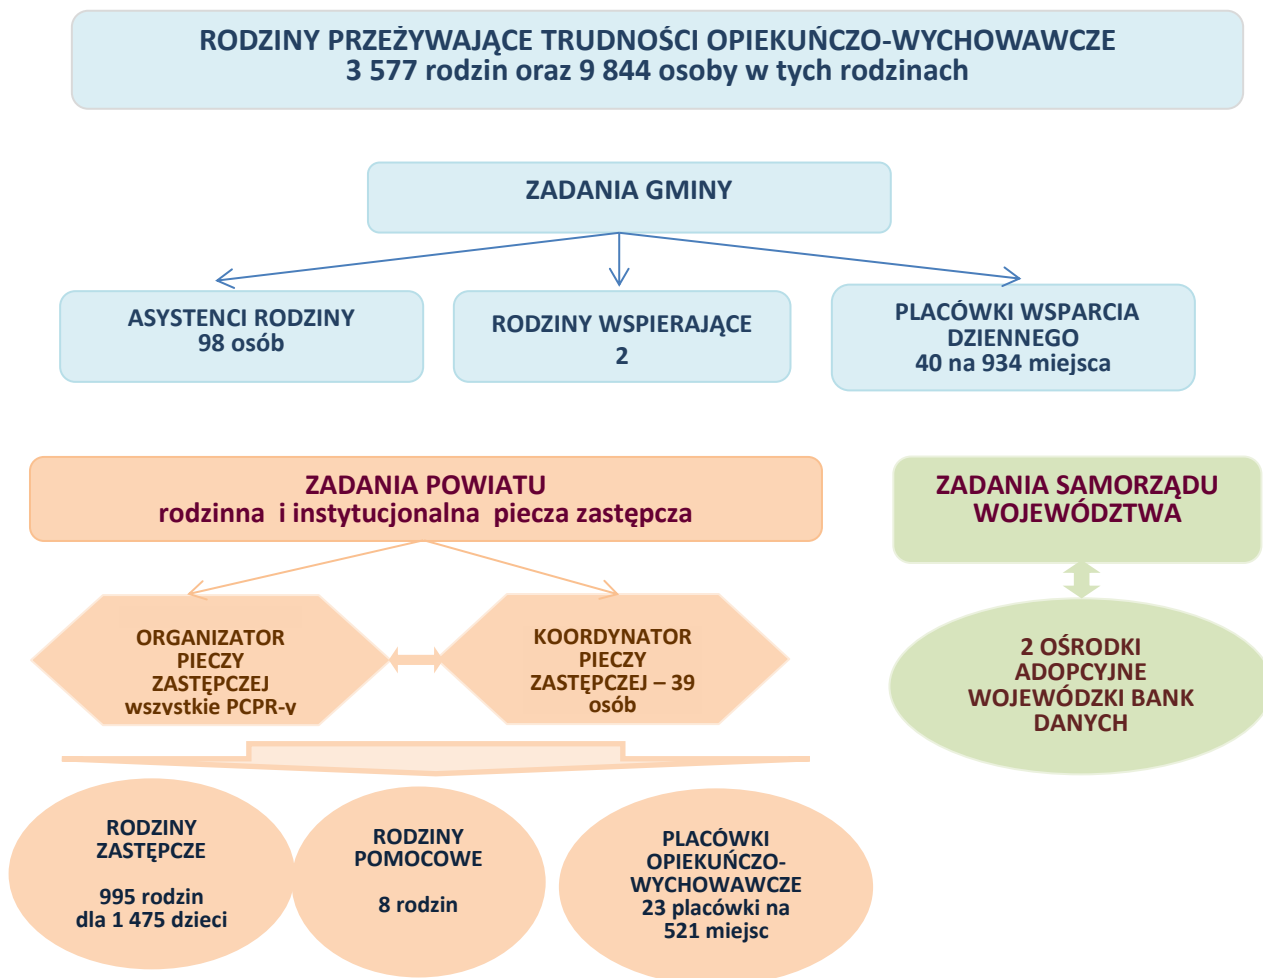 RODZINY PRZEŻYWAJĄCE TRUDNOŚCI OPIEKUŃCZO-WYCHOWAWCZE
3 577 rodzin oraz 9 844 osoby w tych rodzinach
ZADANIA GMINY
ASYSTENCI RODZINY
98 osób
RODZINY WSPIERAJĄCE
2
PLACÓWKI WSPARCIA
DZIENNEGO
40 na 934 miejsca
ZADANIA POWIATU
rodzinna i instytucjonalna piecza zastępcza
ZADANIA SAMORZĄDU
WOJEWÓDZTWA
ORGANIZATOR
PIECZY
ZASTĘPCZEJ
wszystkie PCPR-y
KOORDYNATOR
PIECZY
ZASTĘPCZEJ – 39
osób
2 OŚRODKI
ADOPCYJNE
WOJEWÓDZKI BANK
DANYCH
RODZINY
ZASTĘPCZE
995 rodzin
dla 1 475 dzieci
RODZINY
POMOCOWE
8 rodzin
PLACÓWKI
OPIEKUŃCZO-
WYCHOWAWCZE
23 placówki na
521 miejsc